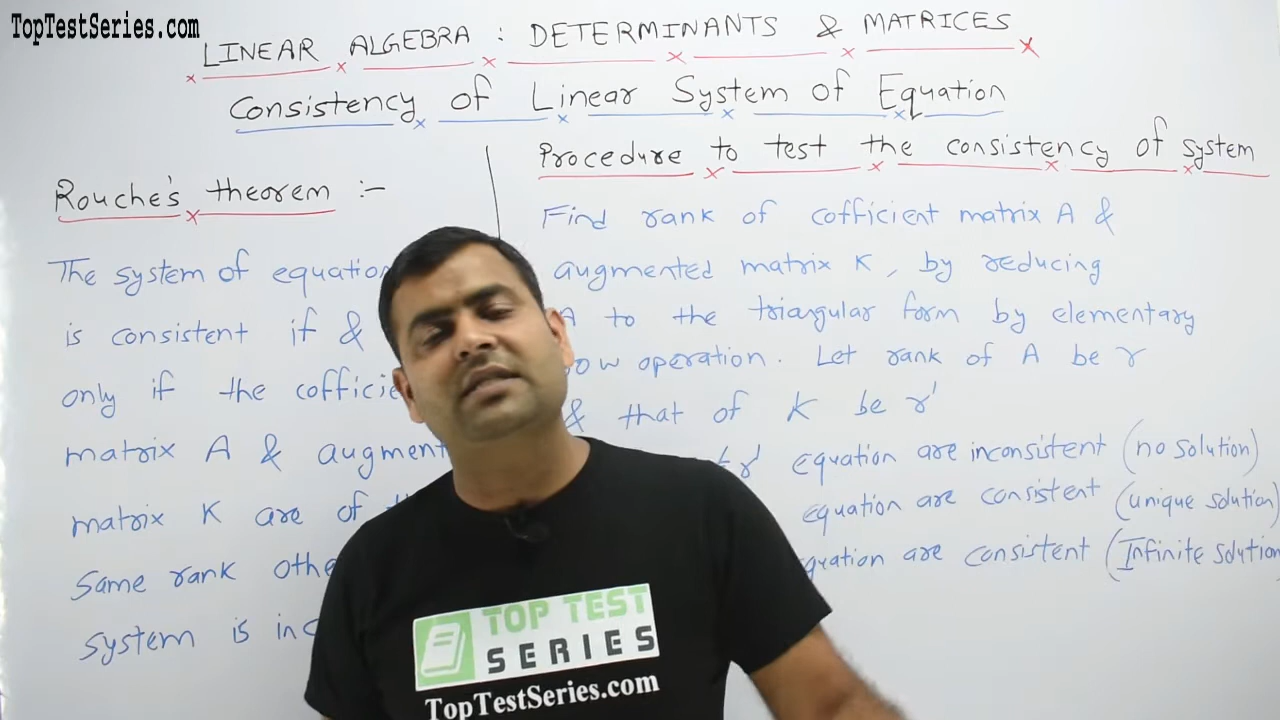 TopTestSeries.com
LINEAR ALGEBRA : DETERMINANTS & MATRICES
Consistency of Linear System of Equation
Rouche's theorem :-
The system of equation
is consistent if &
only if the coffici
matrix A & augment
matrix K are of
Same rank othe
system is inc
Procedure to test the consistency of system
Find rank of cofficient matrix A &
augmented matrix K, by reducing
A to the triangular form by elementary
ow operation. Let rank of A be r
& that of K be r'
r' equation are inconsistent (no solution)
equation are consistent (unique solution)
equation are consistent (Infinite solution
TOP TEST
SERIES
TopTestSeries.com